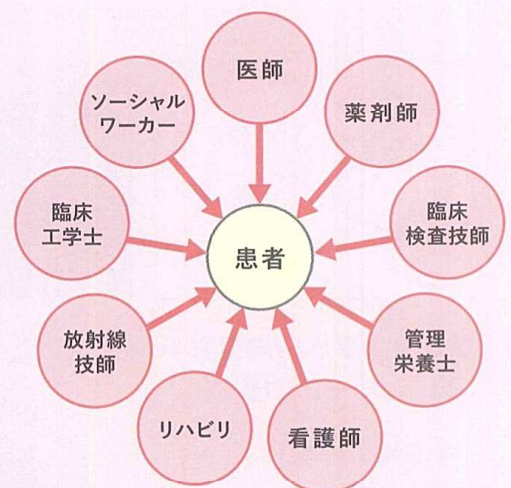 医師
薬剤師
臨床
検査技師
管理
栄養士
看護師
リハビリ
放射線
技師
臨床
工学士
ソーシャル
ワーカー
患者